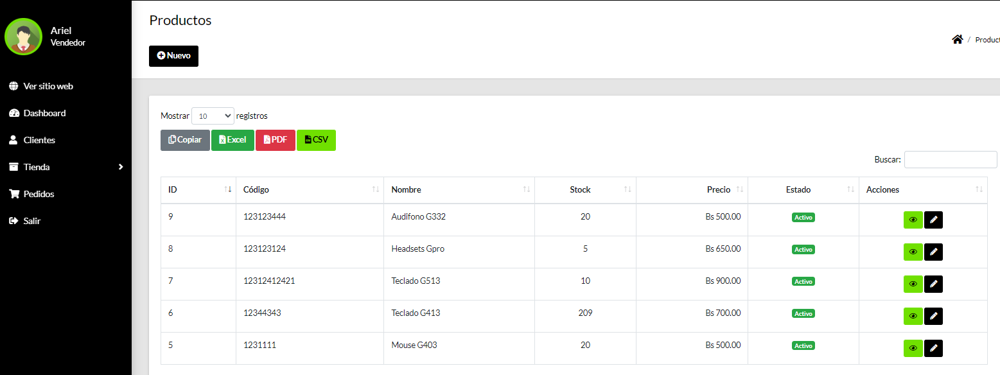 Ariel
Vendedor
Ver sitio web
Dashboard
Clientes
Tienda
Pedidos
Salir
Productos
Nuevo
/ Product
Mostrar 10 registros
Copiar Excel PDF CSV
Buscar:
ID Código Nombre Stock Precio Estado Acciones
9 123123444 Audifono G332 20 Bs 500.00 Activo
8 123123124 Headsets Gpro 5 Bs 650.00 Activo
7 12312412421 Teclado G513 10 Bs 900.00 Activo
6 12344343 Teclado G413 209 Bs 700.00 Activo
5 1231111 Mouse G403 20 Bs 500.00 Activo